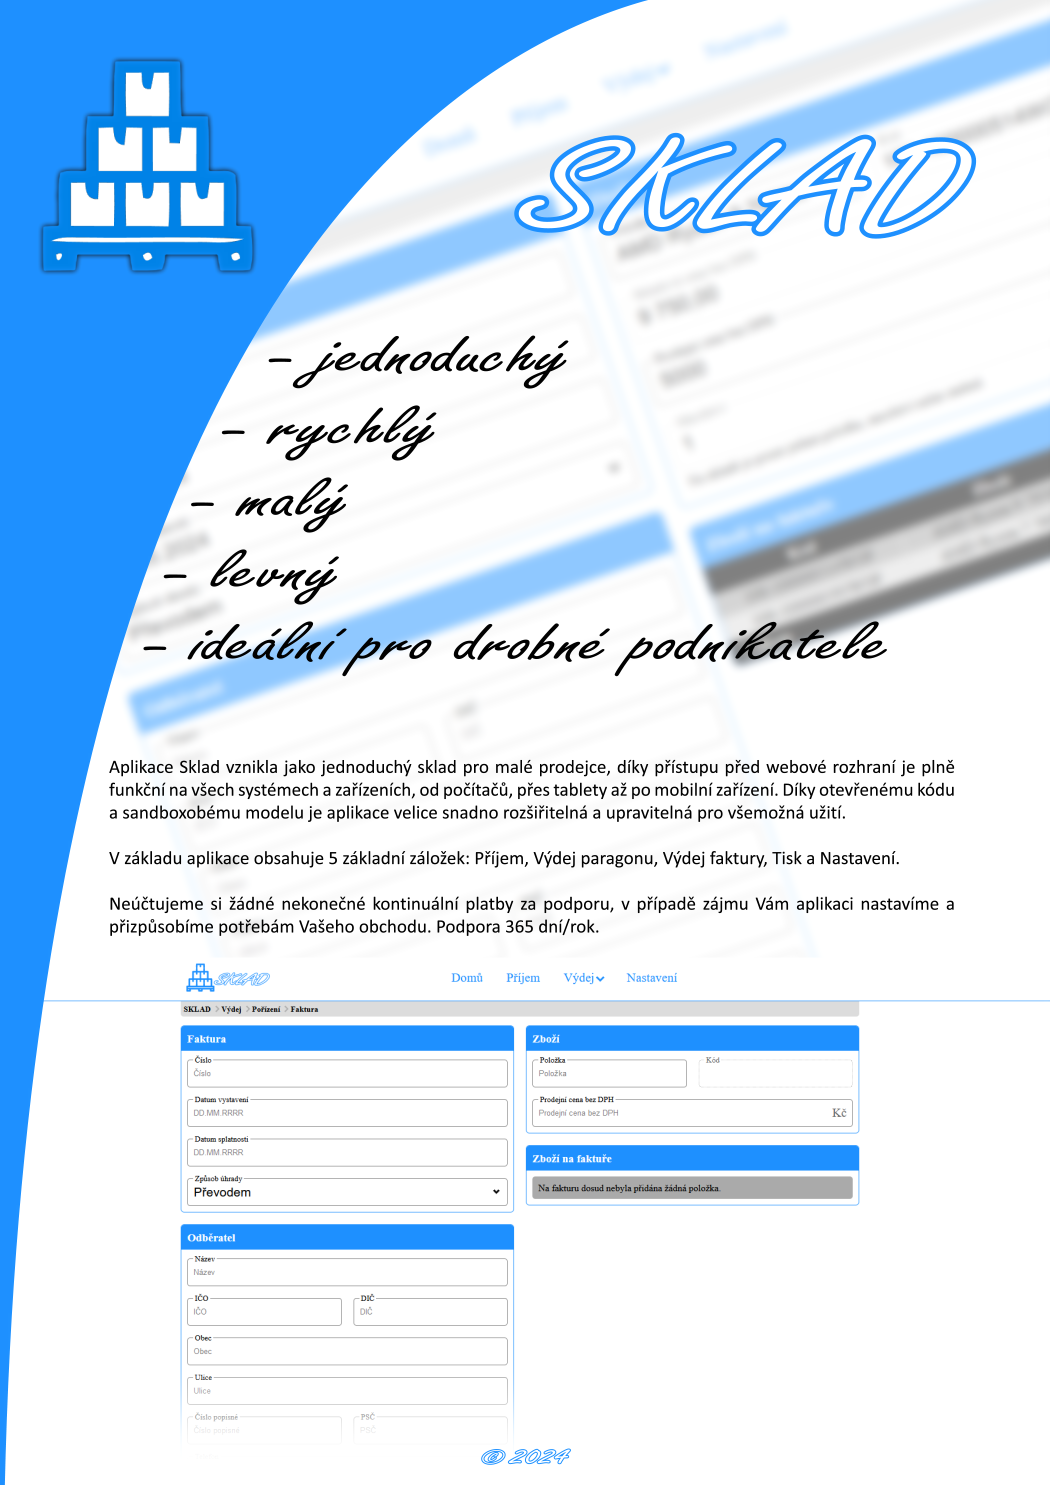 Domů Příjem Výdej Nastavení
SKLAD
$ 750,00
5000
2024
– jednoduchý
– rychlý
– malý
– levný
– ideální pro drobné podnikatele
Aplikace Sklad vznikla jako jednoduchý sklad pro malé prodejce, díky přístupu před webové rozhraní je plně
funkční na všech systémech a zařízeních, od počítačů, přes tablety až po mobilní zařízení. Díky otevřenému kódu
a sandboxobému modelu je aplikace velice snadno rozšiřitelná a upravitelná pro všemožná užití.
V základu aplikace obsahuje 5 základní záložek: Příjem, Výdej paragonu, Výdej faktury, Tisk a Nastavení.
Neúčtujeme si žádné nekonečné kontinuální platby za podporu, v případě zájmu Vám aplikaci nastavíme a
přizpůsobíme potřebám Vašeho obchodu. Podpora 365 dní/rok.
SKLAD Domů Příjem Výdej Nastavení
SKLAD > Výdej > Pořízení > Faktura
Faktura
Číslo
Číslo
Datum vystavení
DD.MM.RRRR
Datum splatnosti
DD.MM.RRRR
Způsob úhrady
Převodem
Odběratel
Název
Název
IČO DIČ
IČO DIČ
Obec
Obec
Ulice
Ulice
Číslo popisné PSČ
Číslo popisné PSČ
Zboží
Položka Kód
Položka
Prodejní cena bez DPH
Prodejní cena bez DPH Kč
Zboží na faktuře
Na fakturu dosud nebyla přidána žádná položka.
@ 2024